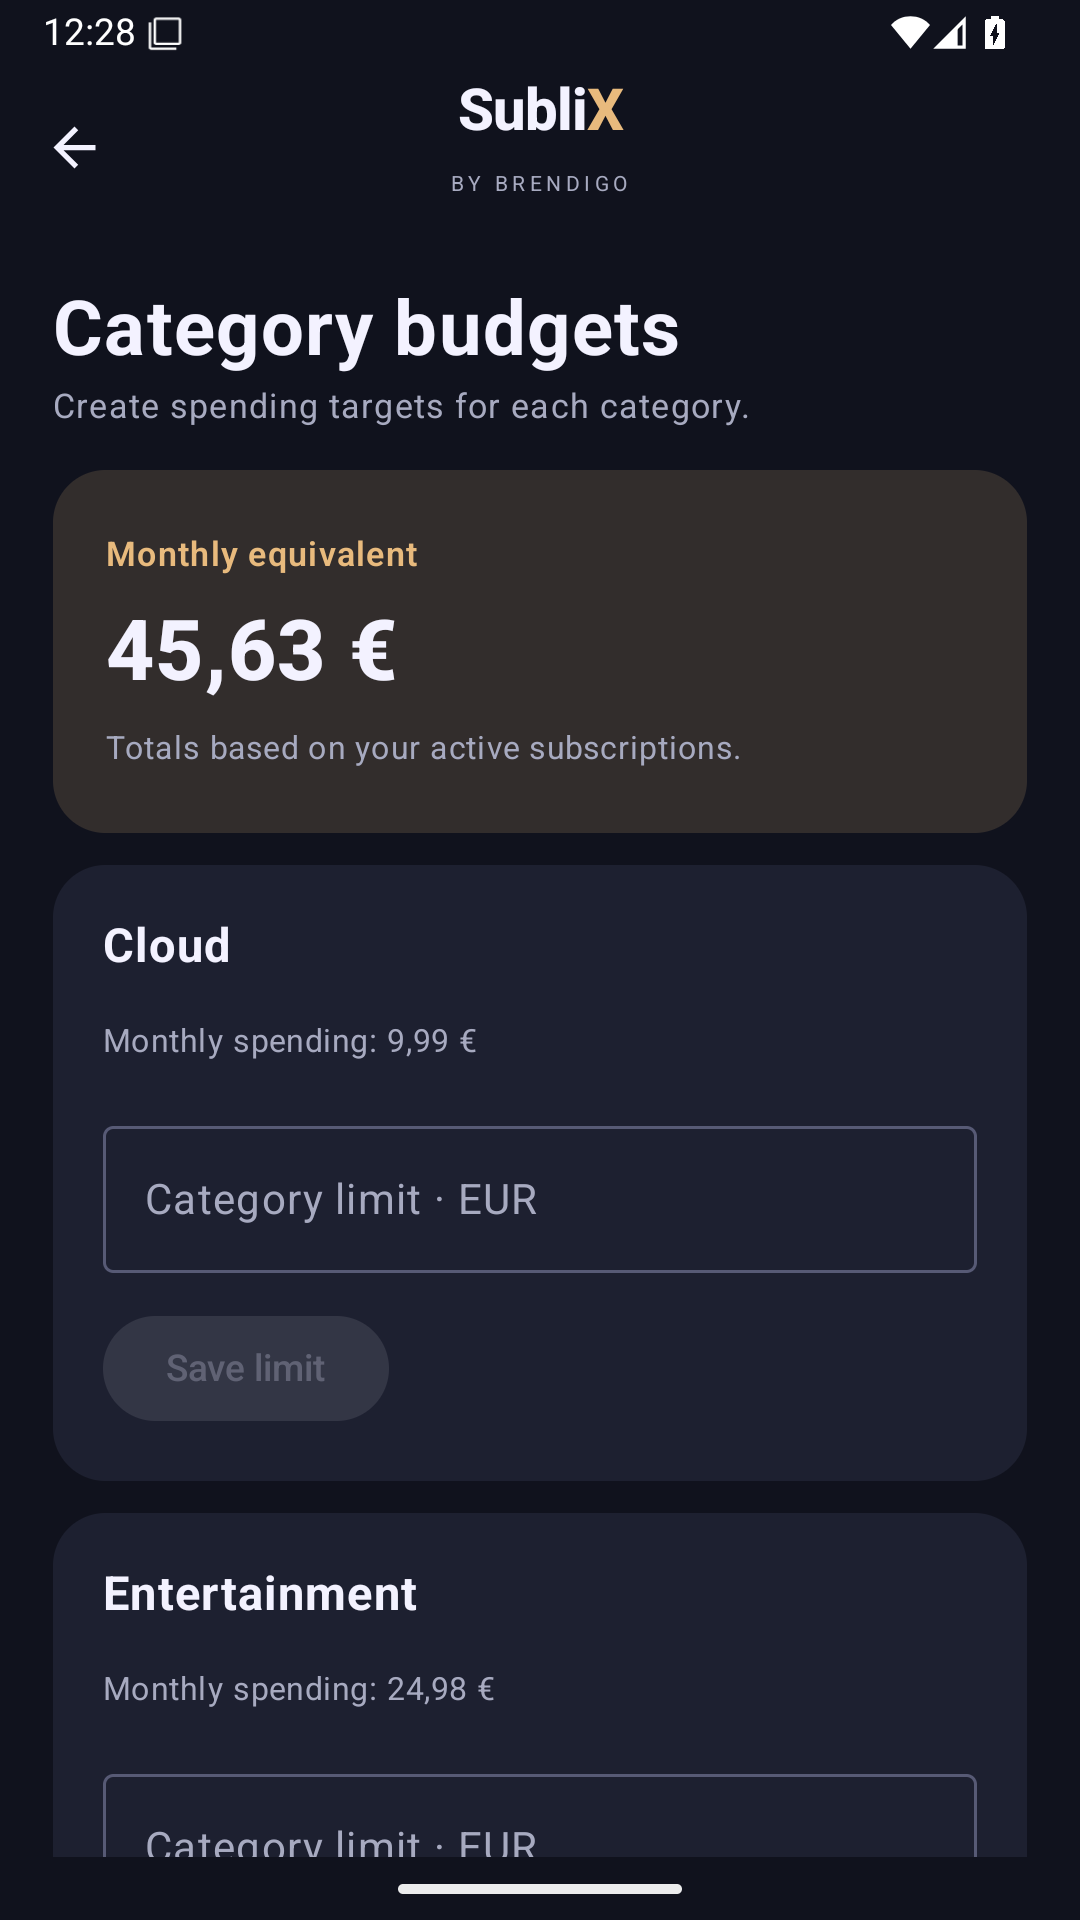 12:28
SubliX
BY BRENDIGO
Category budgets
Create spending targets for each category.
Monthly equivalent
45,63 €
Totals based on your active subscriptions.
Cloud
Monthly spending: 9,99 €
Category limit · EUR
Save limit
Entertainment
Monthly spending: 24,98 €
Category limit · EUR